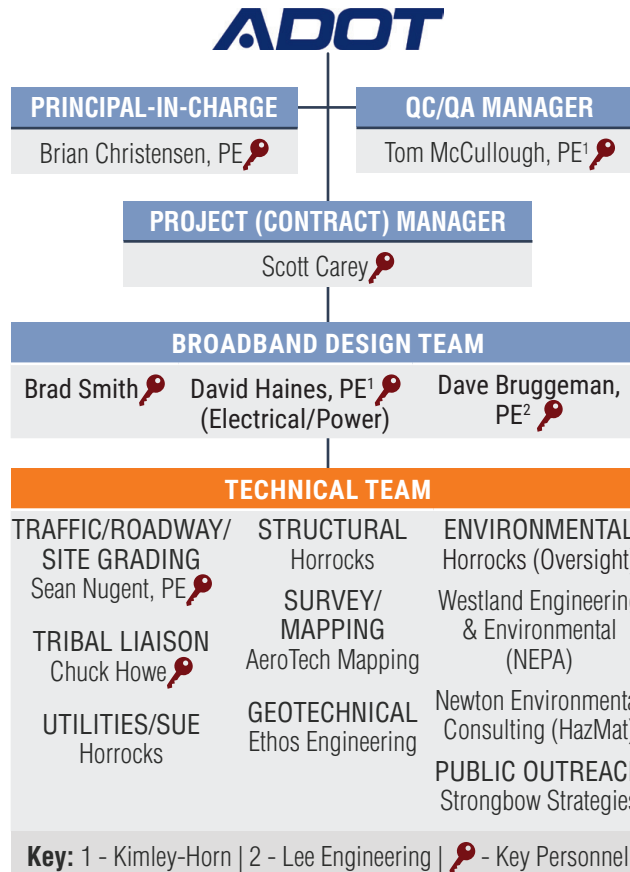 ADOT
PRINCIPAL-IN-CHARGE
Brian Christensen, PE
QC/QA MANAGER
Tom McCullough, PE¹
PROJECT (CONTRACT) MANAGER
Scott Carey
BROADBAND DESIGN TEAM
Brad Smith
David Haines, PE¹
(Electrical/Power)
Dave Bruggeman,
PE²
TECHNICAL TEAM
TRAFFIC/ROADWAY/
SITE GRADING
Sean Nugent, PE
TRIBAL LIAISON
Chuck Howe
UTILITIES/SUE
Horrocks
STRUCTURAL
Horrocks
SURVEY/
MAPPING
AeroTech Mapping
GEOTECHNICAL
Ethos Engineering
ENVIRONMENTAL
Horrocks (Oversight
Westland Engineerin
& Environmental
(NEPA)
Newton Environmenta
Consulting (HazMat)
PUBLIC OUTREACH
Strongbow Strategies
Key: 1 - Kimley-Horn | 2 - Lee Engineering | - Key Personnel